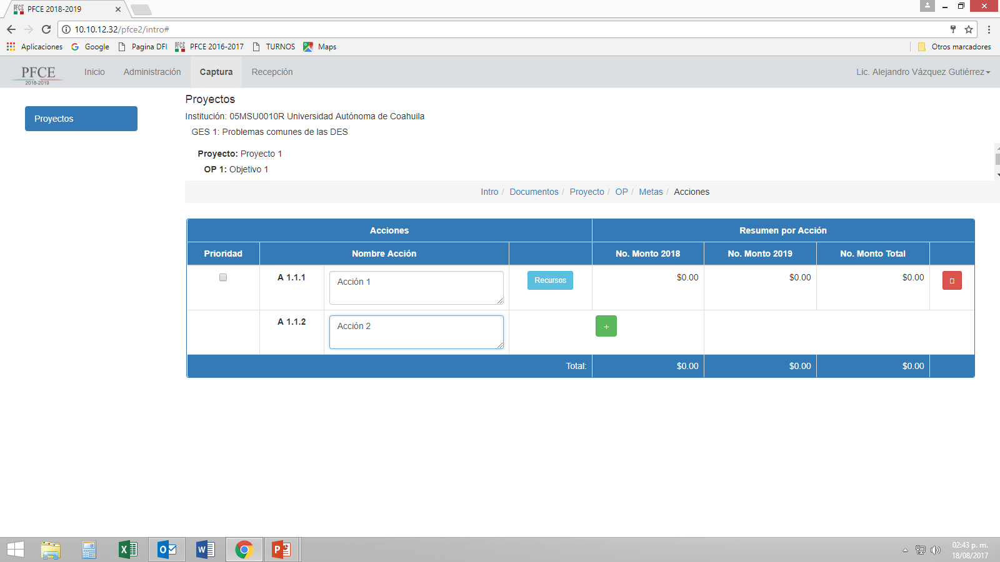 PFCE 2018-2019
10.10.12.32/pfce2/intro#
Aplicaciones Google Pagina DFI PFCE 2016-2017 TURNOS Maps Otros marcadores
PFCE 2018-2019 Inicio Administración Captura Recepción Lic. Alejandro Vázquez Gutiérrez
Proyectos
Proyectos
Institución: 05MSU0010R Universidad Autónoma de Coahuila
GES 1: Problemas comunes de las DES
Proyecto: Proyecto 1
OP 1: Objetivo 1
Intro / Documentos / Proyecto / OP / Metas / Acciones
Acciones Resumen por Acción
Prioridad Nombre Acción No. Monto 2018 No. Monto 2019 No. Monto Total
A 1.1.1 Acción 1 Recursos $0.00 $0.00 $0.00
A 1.1.2 Acción 2 +
Total: $0.00 $0.00 $0.00
02:43 p. m.
18/08/2017